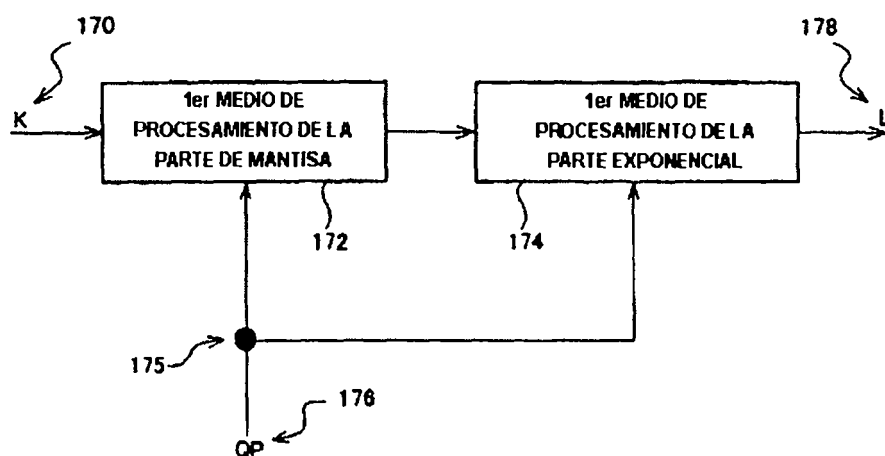 170
178
K
1er MEDIO DE
PROCESAMIENTO DE LA
PARTE DE MANTISA
1er MEDIO DE
PROCESAMIENTO DE LA
PARTE EXPONENCIAL
L
172
174
175
176
QP